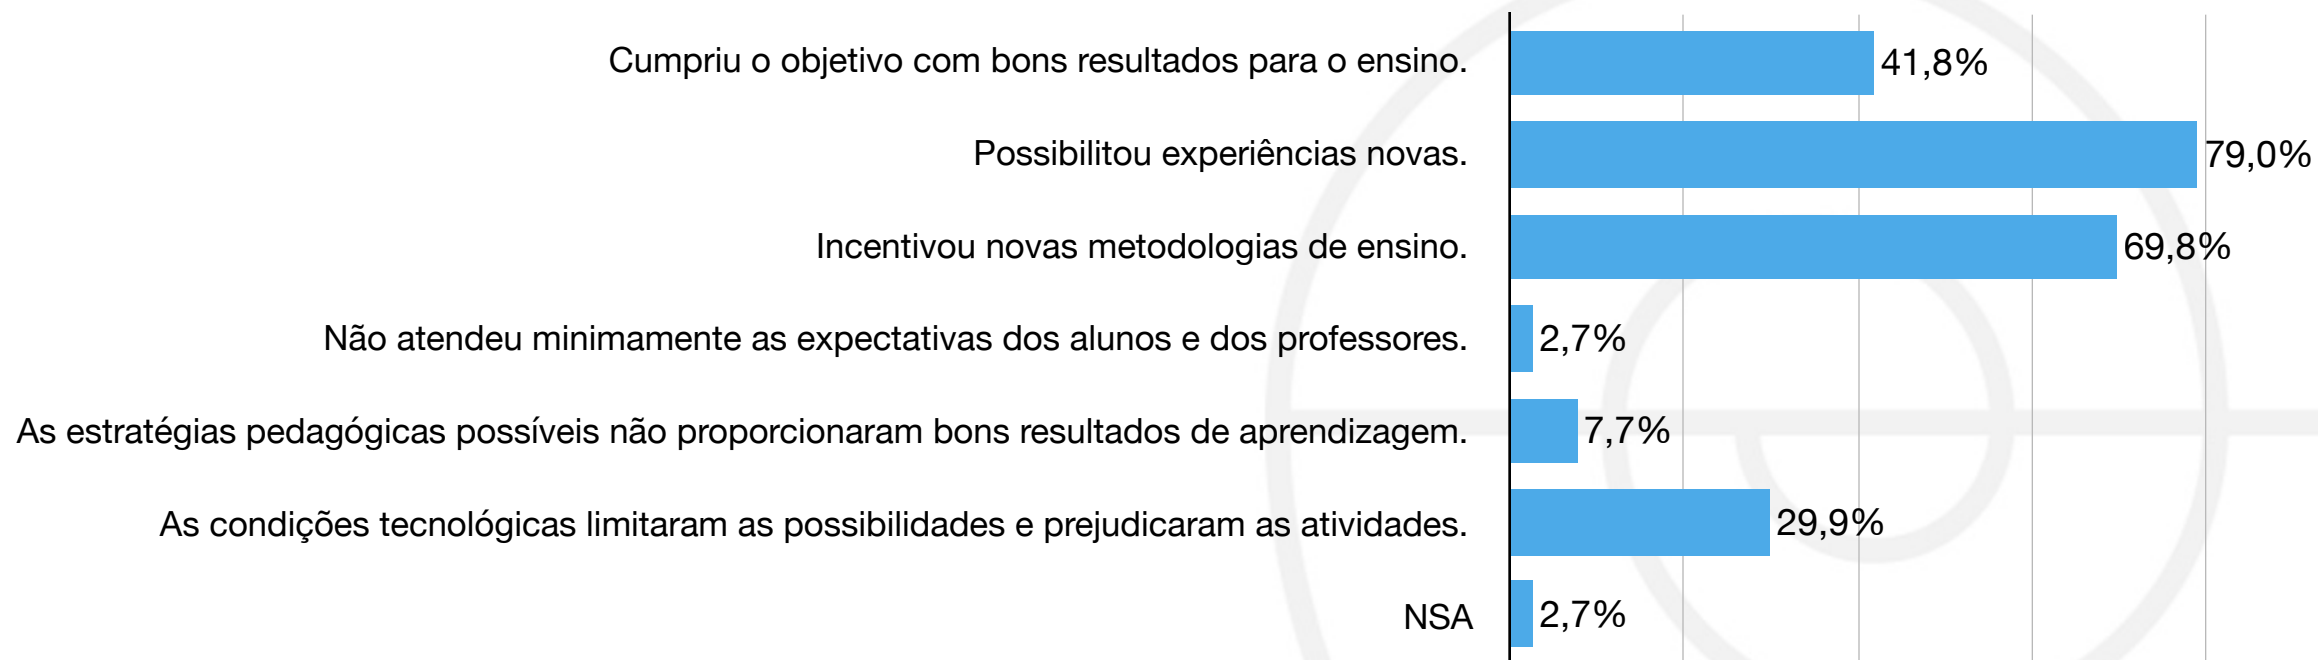 Cumpriu o objetivo com bons resultados para o ensino. 41,8%
Possibilitou experiências novas. 79,0%
Incentivou novas metodologias de ensino. 69,8%
Não atendeu minimamente as expectativas dos alunos e dos professores. 2,7%
As estratégias pedagógicas possíveis não proporcionaram bons resultados de aprendizagem. 7,7%
As condições tecnológicas limitaram as possibilidades e prejudicaram as atividades. 29,9%
NSA 2,7%